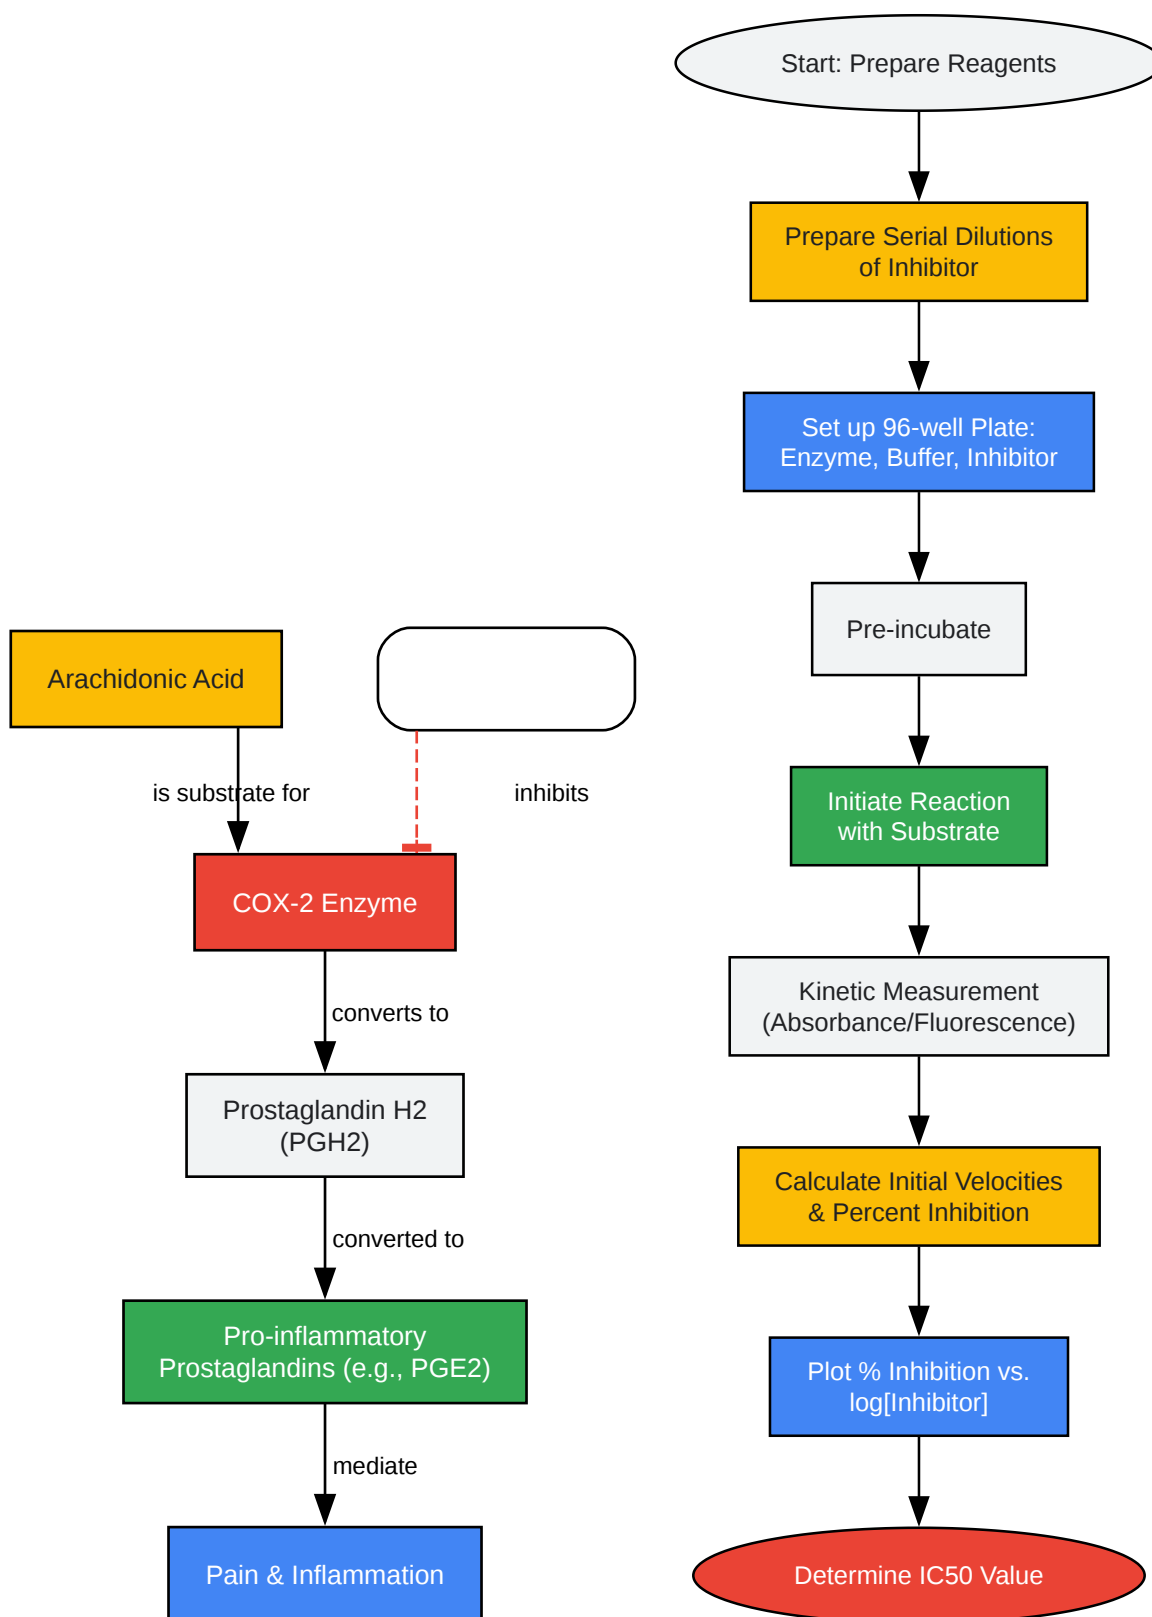 Arachidonic Acid
is substrate for
inhibits
COX-2 Enzyme
converts to
Prostaglandin H2
(PGH2)
converted to
Pro-inflammatory
Prostaglandins (e.g., PGE2)
mediate
Pain & Inflammation
Start: Prepare Reagents
Prepare Serial Dilutions
of Inhibitor
Set up 96-well Plate:
Enzyme, Buffer, Inhibitor
Pre-incubate
Initiate Reaction
with Substrate
Kinetic Measurement
(Absorbance/Fluorescence)
Calculate Initial Velocities
& Percent Inhibition
Plot % Inhibition vs.
log[Inhibitor]
Determine IC50 Value